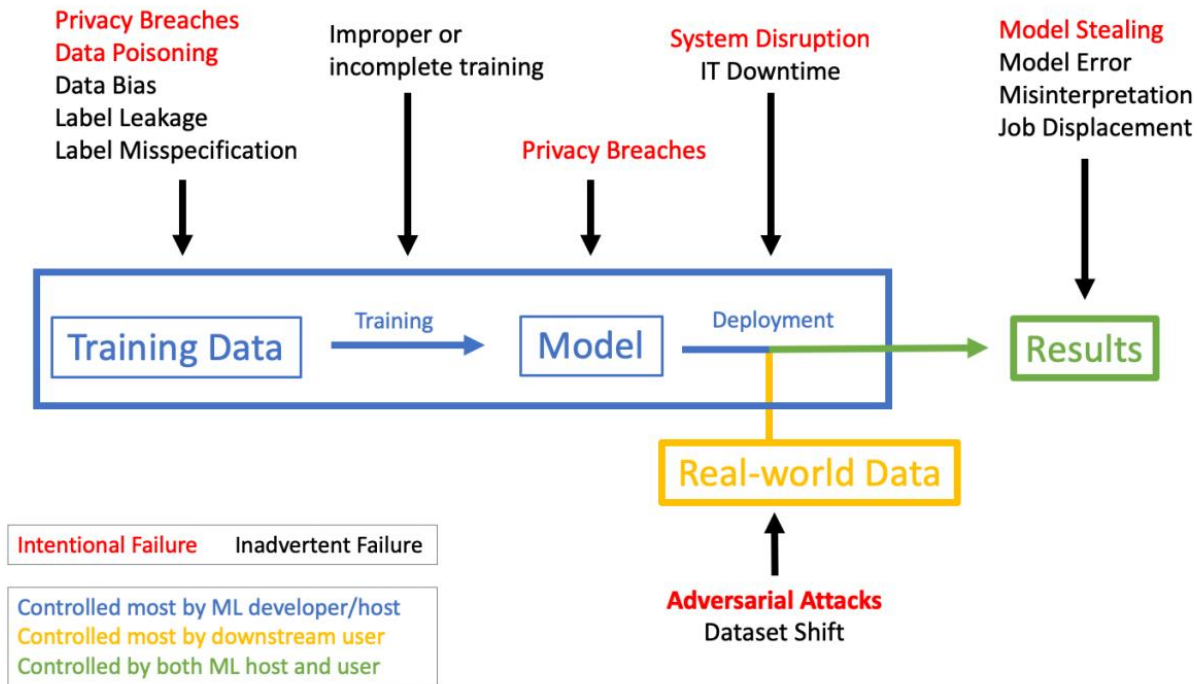 Privacy Breaches
Data Poisoning
Data Bias
Label Leakage
Label Misspecification
Improper or
incomplete training
Privacy Breaches
System Disruption
IT Downtime
Model Stealing
Model Error
Misinterpretation
Job Displacement
Training Data
Training
Model
Deployment
Results
Real-world Data
Adversarial Attacks
Dataset Shift
Intentional Failure Inadvertent Failure
Controlled most by ML developer/host
Controlled most by downstream user
Controlled by both ML host and user